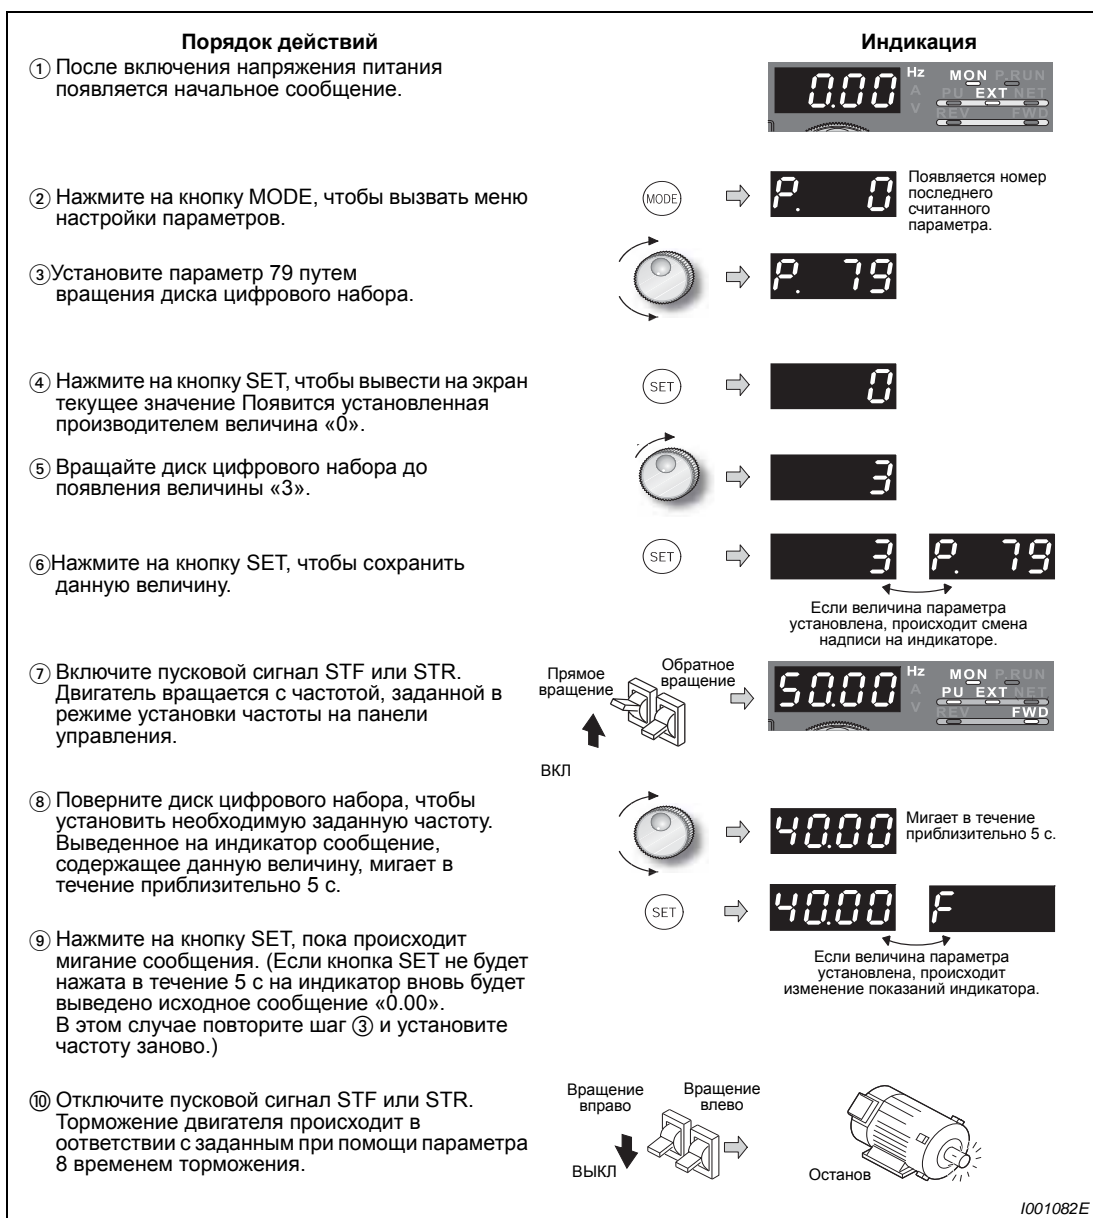 Порядок действий
Индикация
① После включения напряжения питания
появляется начальное сообщение.
0.00
Hz
A
V
MON P.RUN
PU EXT NET
REV FWD
② Нажмите на кнопку MODE, чтобы вызвать меню
настройки параметров.
MODE
P. 0
Появляется номер
последнего
считанного
параметра.
③Установите параметр 79 путем
вращения диска цифрового набора.
P. 79
④ Нажмите на кнопку SET, чтобы вывести на экран
текущее значение Появится установленная
производителем величина «0».
SET
0
⑤ Вращайте диск цифрового набора до
появления величины «3».
3
⑥Нажмите на кнопку SET, чтобы сохранить
данную величину.
SET
3
P. 79
Если величина параметра
установлена, происходит смена
надписи на индикаторе.
⑦ Включите пусковой сигнал STF или STR.
Двигатель вращается с частотой, заданной в
режиме установки частоты на панели
управления.
Прямое
вращение
Обратное
вращение
ВКЛ
50.00
Hz
A
V
MON P.RUN
PU EXT NET
REV FWD
⑧ Поверните диск цифрового набора, чтобы
установить необходимую заданную частоту.
Выведенное на индикатор сообщение,
содержащее данную величину, мигает в
течение приблизительно 5 с.
40.00
Мигает в течение
приблизительно 5 с.
SET
40.00
F
Если величина параметра
установлена, происходит
изменение показаний индикатора.
⑨ Нажмите на кнопку SET, пока происходит
мигание сообщения. (Если кнопка SET не будет
нажата в течение 5 с на индикатор вновь будет
выведено исходное сообщение «0.00».
В этом случае повторите шаг ③ и установите
частоту заново.)
⑩ Отключите пусковой сигнал STF или STR.
Торможение двигателя происходит в
оответствии с заданным при помощи параметра
8 временем торможения.
Вращение
вправо
Вращение
влево
ВЫКЛ
Останов
I001082E